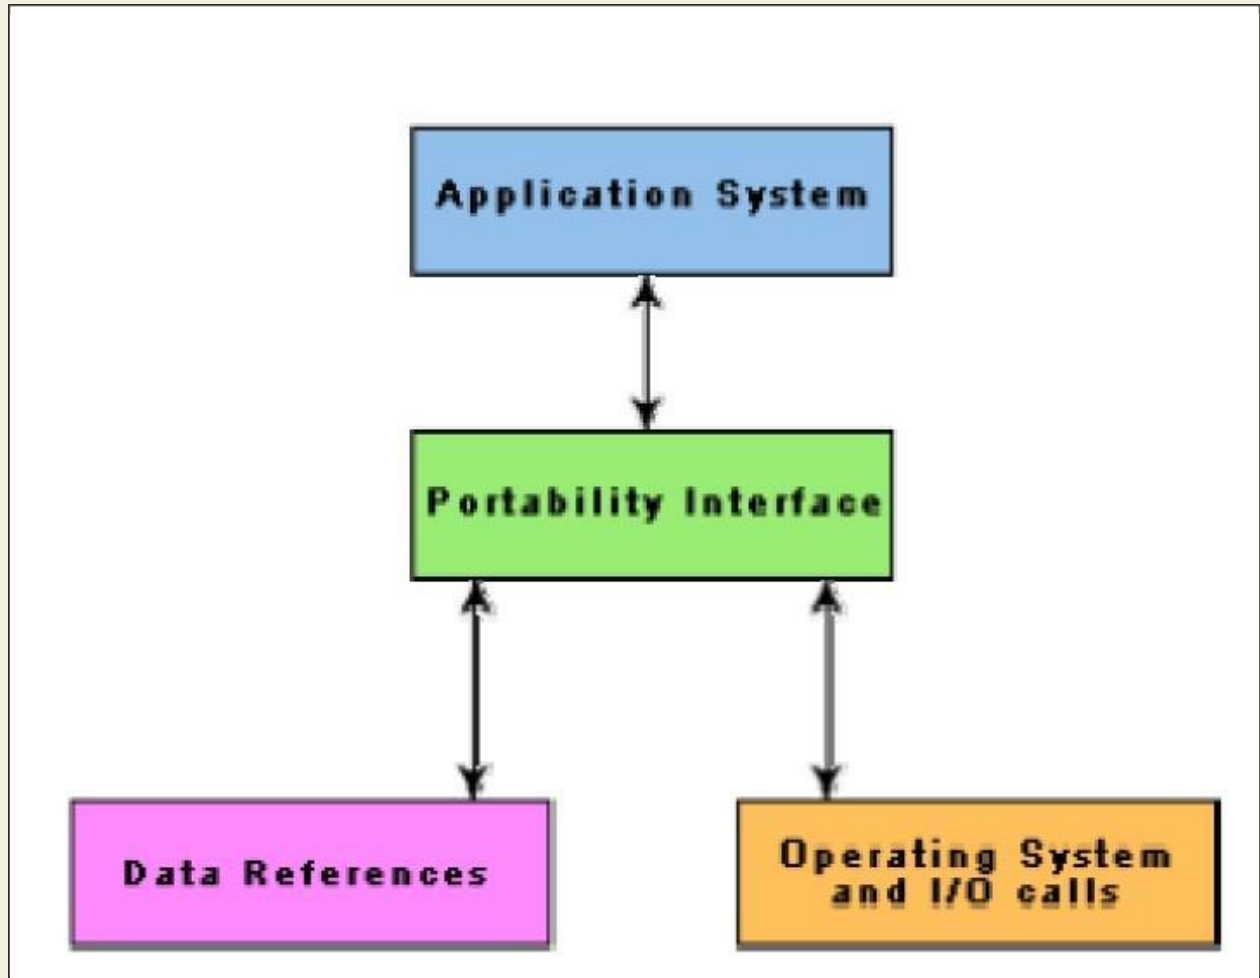 Application System
Portability Interface
Data References
Operating System
and I/O calls